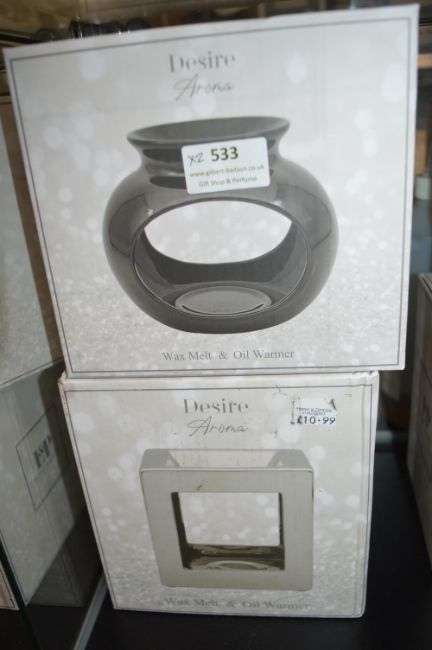 Desire
Aroma
X2 533
www.gilbert-baitson.co.uk
Gift Shop & Perfume
Wax Melt & Oil Warmer
Desire
Aroma
£10.99
Wax Melt & Oil Warmer